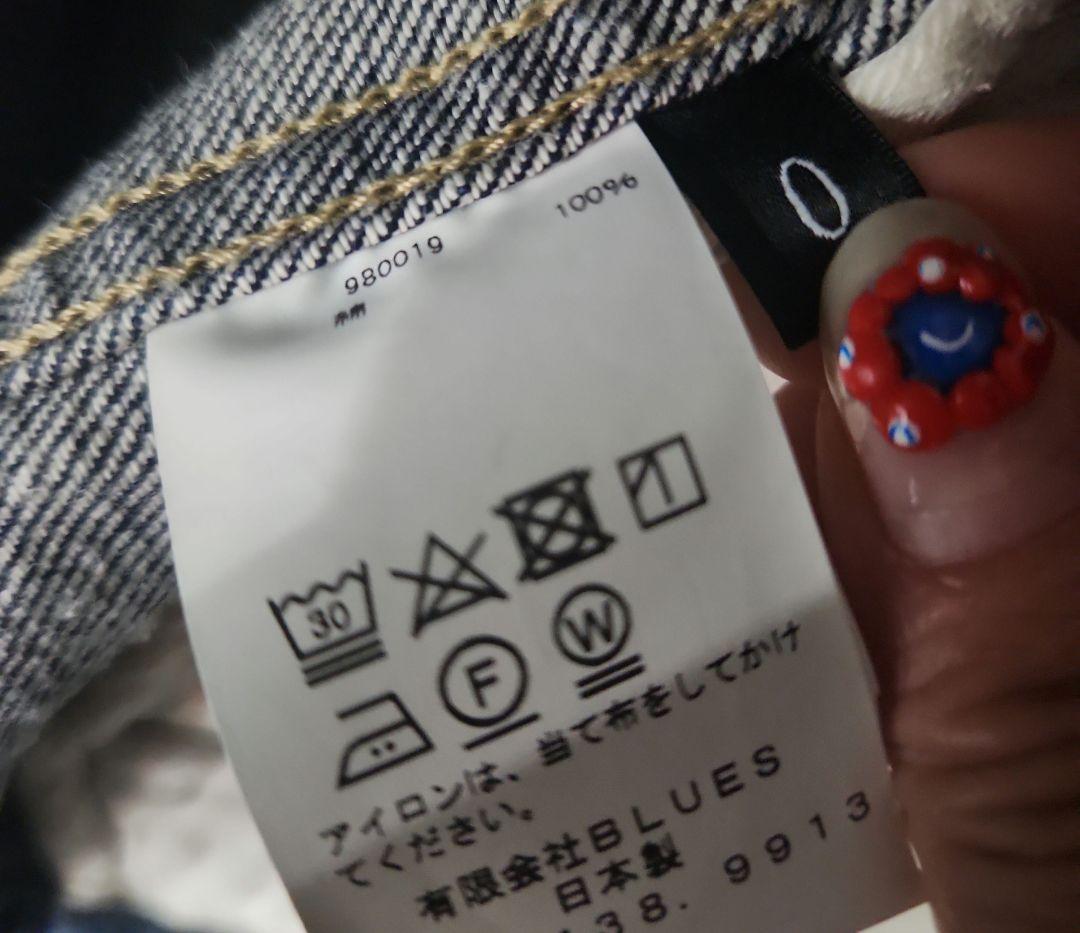 0
980019
綿 100%
30
F W
アイロンは、当て布をしてかけ
てください。
有限会社BLUES
日本製
138. 9913